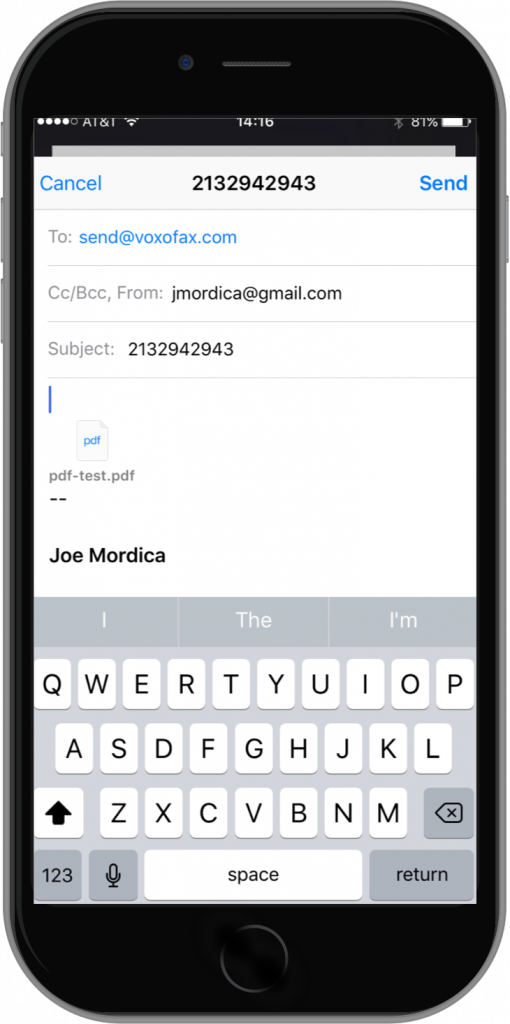 AT&T 14:16 81%
Cancel 2132942943 Send
To: send@voxofax.com
Cc/Bcc, From: jmordica@gmail.com
Subject: 2132942943
pdf
pdf-test.pdf
--
Joe Mordica
I The I'm
Q W E R T Y U I O P
A S D F G H J K L
Z X C V B N M
123 space return